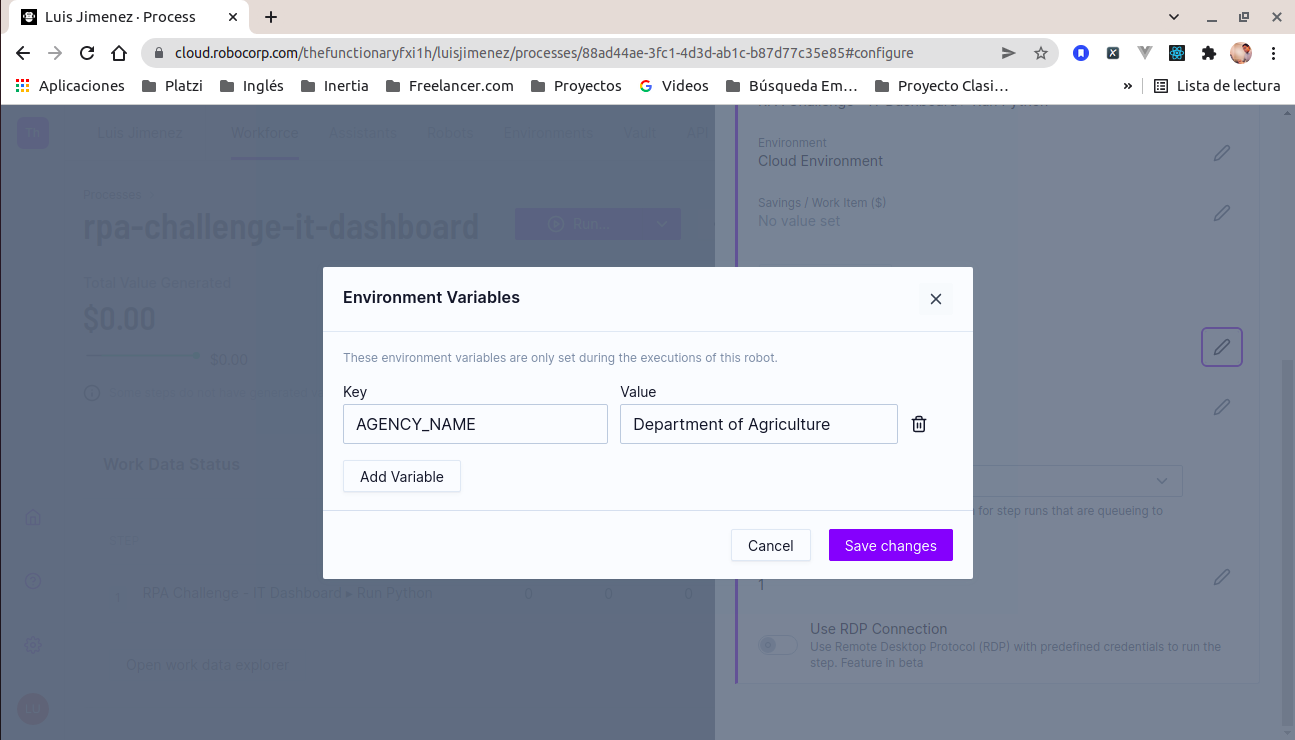 Luis Jimenez · Process
cloud.robocorp.com/thefunctionaryfxi1h/luisjimenez/processes/88ad44ae-3fc1-4d3d-ab1c-b87d77c35e85#configure
Aplicaciones
Platzi
Inglés
Inertia
Freelancer.com
Proyectos
Videos
Búsqueda Em…
Proyecto Clasi…
»
Lista de lectura
Luis Jimenez
Workforce
Assistants
Robots
Environments
Vault
API
Processes
rpa-challenge-it-dashboard
Run...
Total Value Generated
$0.00
$0.00
Work Data Status
STEP
1
RPA Challenge - IT Dashboard ▸ Run Python
0
0
0
Open work data explorer
LU
Environment
Cloud Environment
Savings / Work Item ($)
No value set
for step runs that are queueing to
1
Use RDP Connection
Use Remote Desktop Protocol (RDP) with predefined credentials to run the
step. Feature in beta
Environment Variables
These environment variables are only set during the executions of this robot.
Key
Value
AGENCY_NAME
Department of Agriculture
Add Variable
Cancel
Save changes